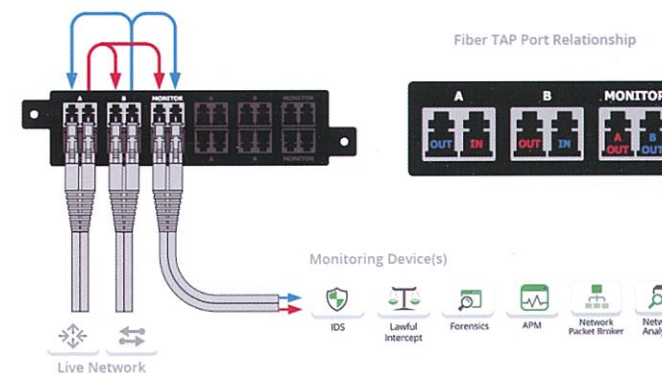 Fiber TAP Port Relationship
A B MONITOR
A B MONITOR A B MONITOR
A B MONITOR
OUT IN OUT IN A OUT B OUT
Monitoring Device(s)
IDS
Lawful
Intercept
Forensics
APM
Network
Packet Broker
Live Network